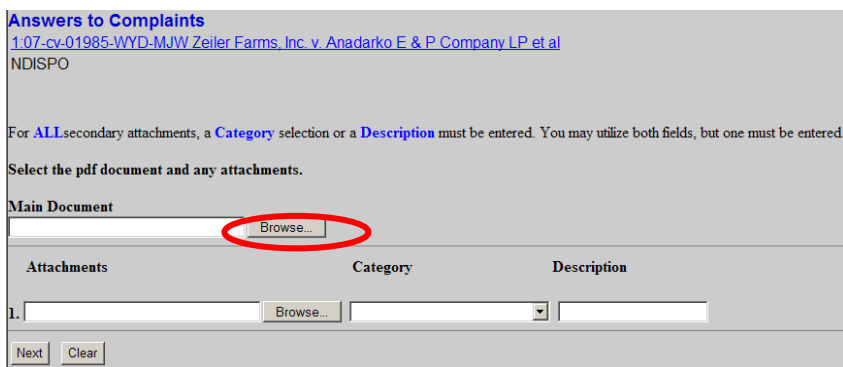 Answers to Complaints
1:07-cv-01985-WYD-MJW Zeiler Farms, Inc. v. Anadarko E & P Company LP et al
NDISPO
For ALLsecondary attachments, a Category selection or a Description must be entered. You may utilize both fields, but one must be entered.
Select the pdf document and any attachments.
Main Document
Browse...
Attachments Category Description
1. Browse...
Next Clear